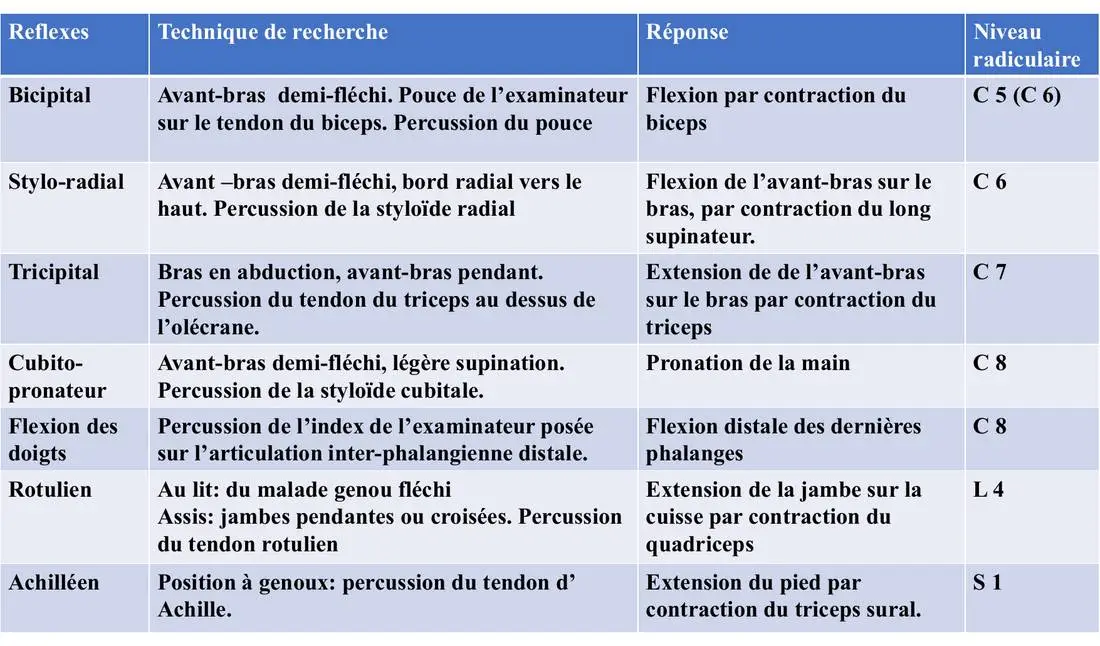 Reflexes
Technique de recherche
Réponse
Niveau
radiculaire
Bicipital
Avant-bras demi-fléchi. Pouce de l’examinateur
sur le tendon du biceps. Percussion du pouce
Flexion par contraction du
biceps
C 5 (C 6)
Stylo-radial
Avant –bras demi-fléchi, bord radial vers le
haut. Percussion de la styloïde radial
Flexion de l’avant-bras sur le
bras, par contraction du long
supinateur.
C 6
Tricipital
Bras en abduction, avant-bras pendant.
Percussion du tendon du triceps au dessus de
l’olécrane.
Extension de de l’avant-bras
sur le bras par contraction du
triceps
C 7
Cubito-
pronateur
Avant-bras demi-fléchi, légère supination.
Percussion de la styloïde cubitale.
Pronation de la main
C 8
Flexion des
doigts
Percussion de l’index de l’examinateur posée
sur l’articulation inter-phalangienne distale.
Flexion distale des dernières
phalanges
C 8
Rotulien
Au lit: du malade genou fléchi
Assis: jambes pendantes ou croisées. Percussion
du tendon rotulien
Extension de la jambe sur la
cuisse par contraction du
quadriceps
L 4
Achilléen
Position à genoux: percussion du tendon d’
Achille.
Extension du pied par
contraction du triceps sural.
S 1